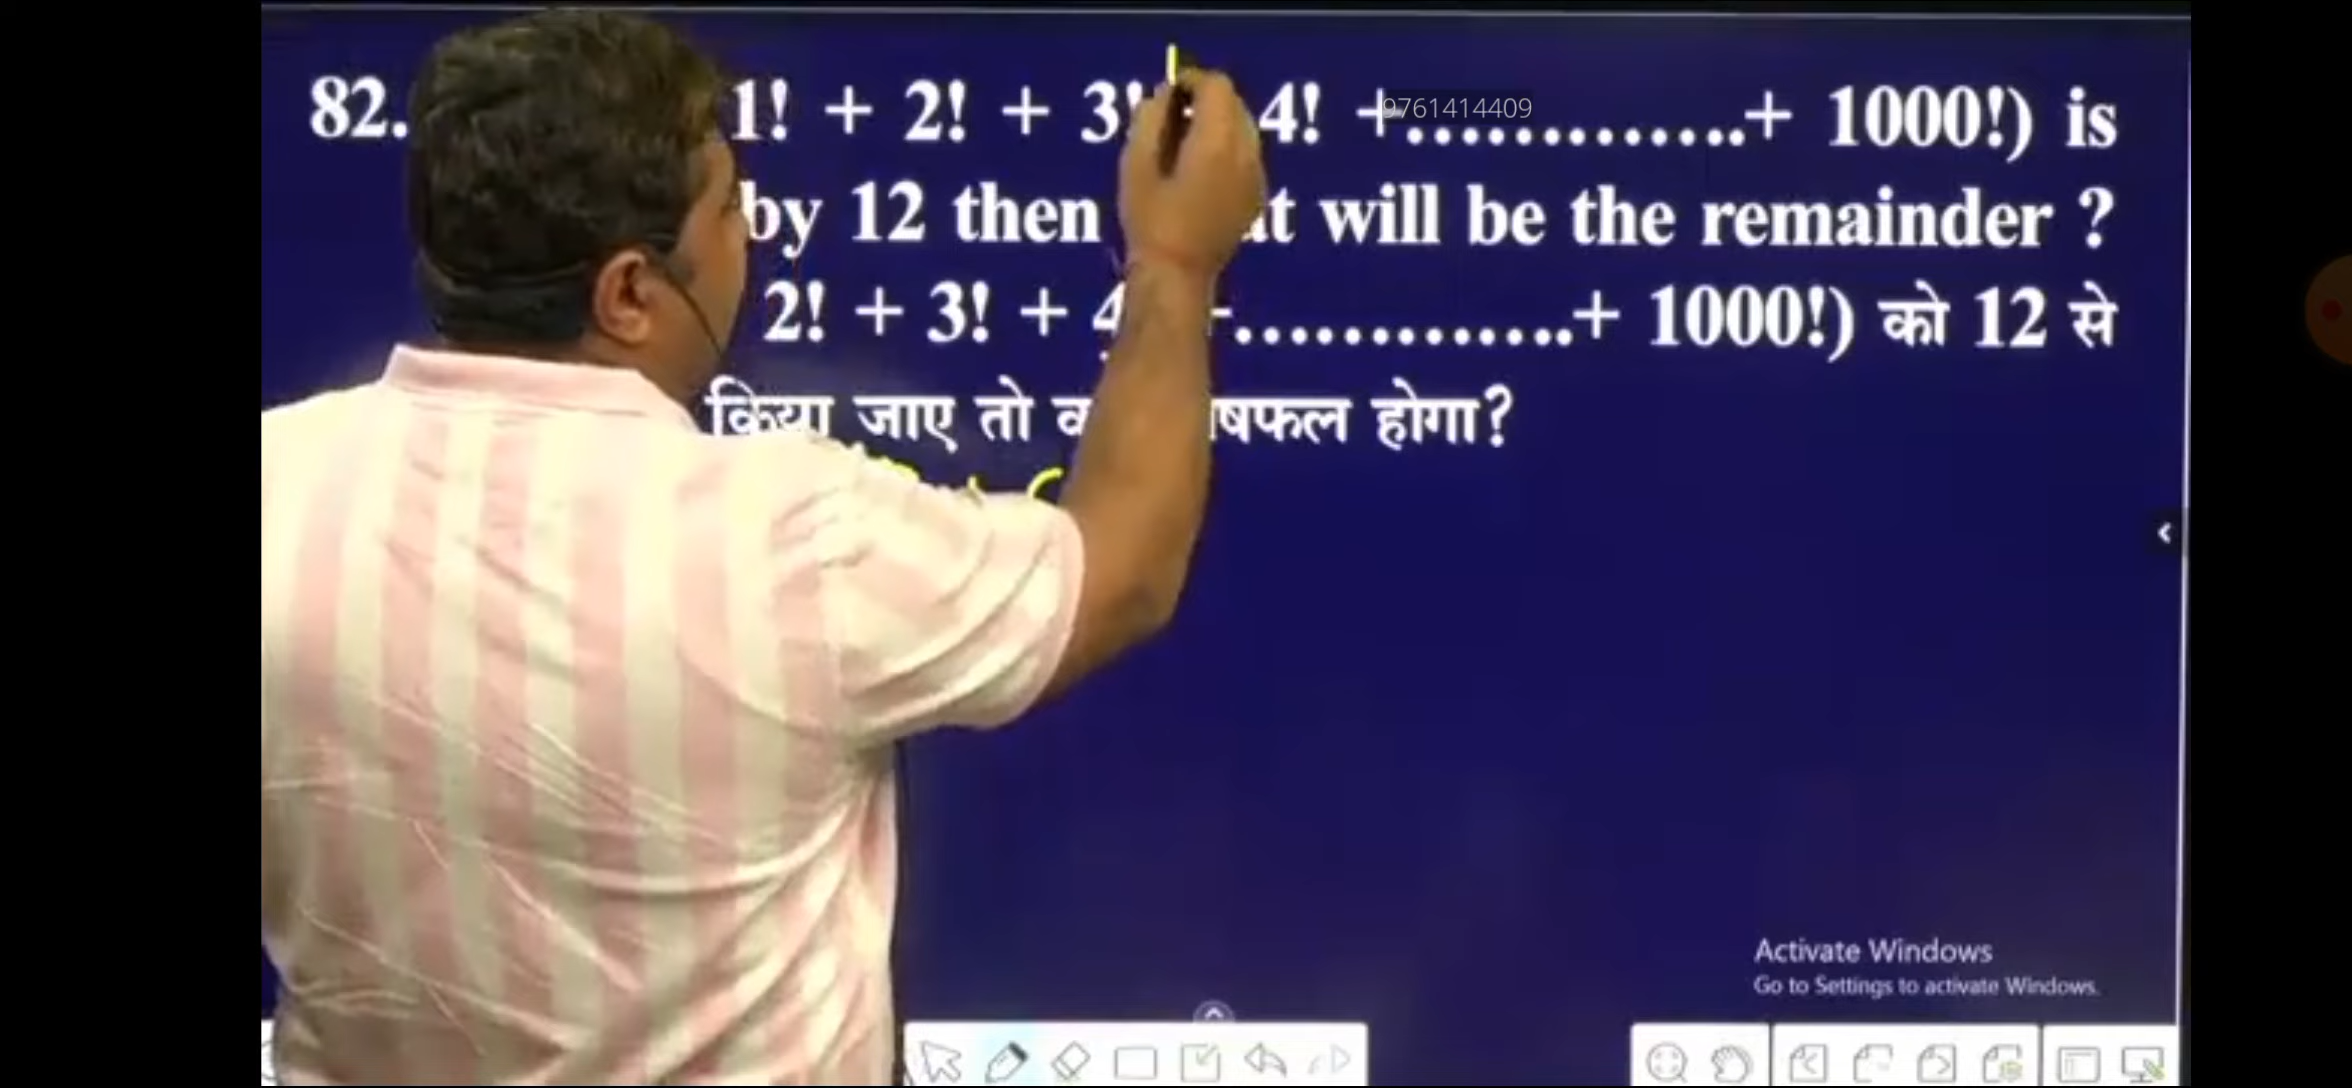 82. 1! + 2! + 3! 4! +.............+ 1000!) is
9761414409
by 12 then will be the remainder ?
2! + 3! + 4 .............+ 1000!) को 12 से
किया जाए तो होगा?
Activate Windows
Go to Settings to activate Windows.